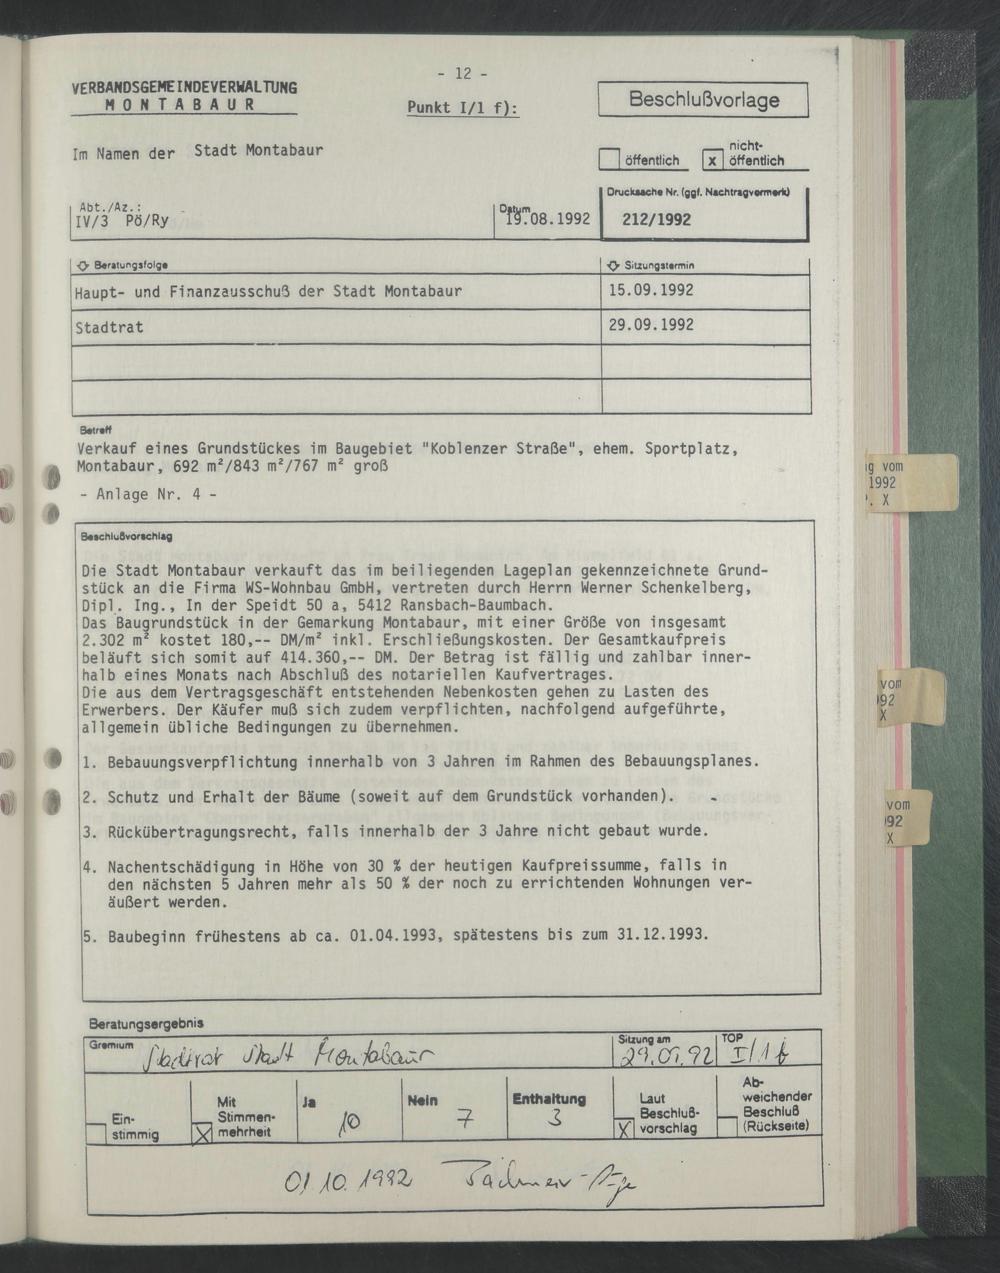 - 12 -
VERBANDSGEMEINDEVERWALTUNG
MONTABAUR
Punkt I/1 f):
Beschlußvorlage
Im Namen der Stadt Montabaur
öffentlich
x nicht-
öffentlich
Abt./Az.:
IV/3 Pö/Ry
Datum
19.08.1992
Drucksache Nr. (ggf. Nachtragvermerk)
212/1992
Beratungsfolge
Sitzungstermin
Haupt- und Finanzausschuß der Stadt Montabaur
15.09.1992
Stadtrat
29.09.1992
Betreff
Verkauf eines Grundstückes im Baugebiet "Koblenzer Straße", ehem. Sportplatz,
Montabaur, 692 m²/843 m²/767 m² groß
- Anlage Nr. 4 -
Beschlußvorschlag
Die Stadt Montabaur verkauft das im beiliegenden Lageplan gekennzeichnete Grund-
stück an die Firma WS-Wohnbau GmbH, vertreten durch Herrn Werner Schenkelberg,
Dipl. Ing., In der Speidt 50 a, 5412 Ransbach-Baumbach.
Das Baugrundstück in der Gemarkung Montabaur, mit einer Größe von insgesamt
2.302 m² kostet 180,-- DM/m² inkl. Erschließungskosten. Der Gesamtkaufpreis
beläuft sich somit auf 414.360,-- DM. Der Betrag ist fällig und zahlbar inner-
halb eines Monats nach Abschluß des notariellen Kaufvertrages.
Die aus dem Vertragsgeschäft entstehenden Nebenkosten gehen zu Lasten des
Erwerbers. Der Käufer muß sich zudem verpflichten, nachfolgend aufgeführte,
allgemein übliche Bedingungen zu übernehmen.
1. Bebauungsverpflichtung innerhalb von 3 Jahren im Rahmen des Bebauungsplanes.
2. Schutz und Erhalt der Bäume (soweit auf dem Grundstück vorhanden).
3. Rückübertragungsrecht, falls innerhalb der 3 Jahre nicht gebaut wurde.
4. Nachentschädigung in Höhe von 30 % der heutigen Kaufpreissumme, falls in
den nächsten 5 Jahren mehr als 50 % der noch zu errichtenden Wohnungen ver-
äußert werden.
5. Baubeginn frühestens ab ca. 01.04.1993, spätestens bis zum 31.12.1993.
Beratungsergebnis
Gremium
Stadtrat Stadt Montabaur
Sitzung am
29.09.92
TOP
I/1 f
Ein-
stimmig
X Mit
Stimmen-
mehrheit
Ja
10
Nein
7
Enthaltung
3
X Laut
Beschluß-
vorschlag
Ab-
weichender
Beschluß
(Rückseite)
01.10.1992
g vom
1992
. X
vom
92
X
vom
92
X